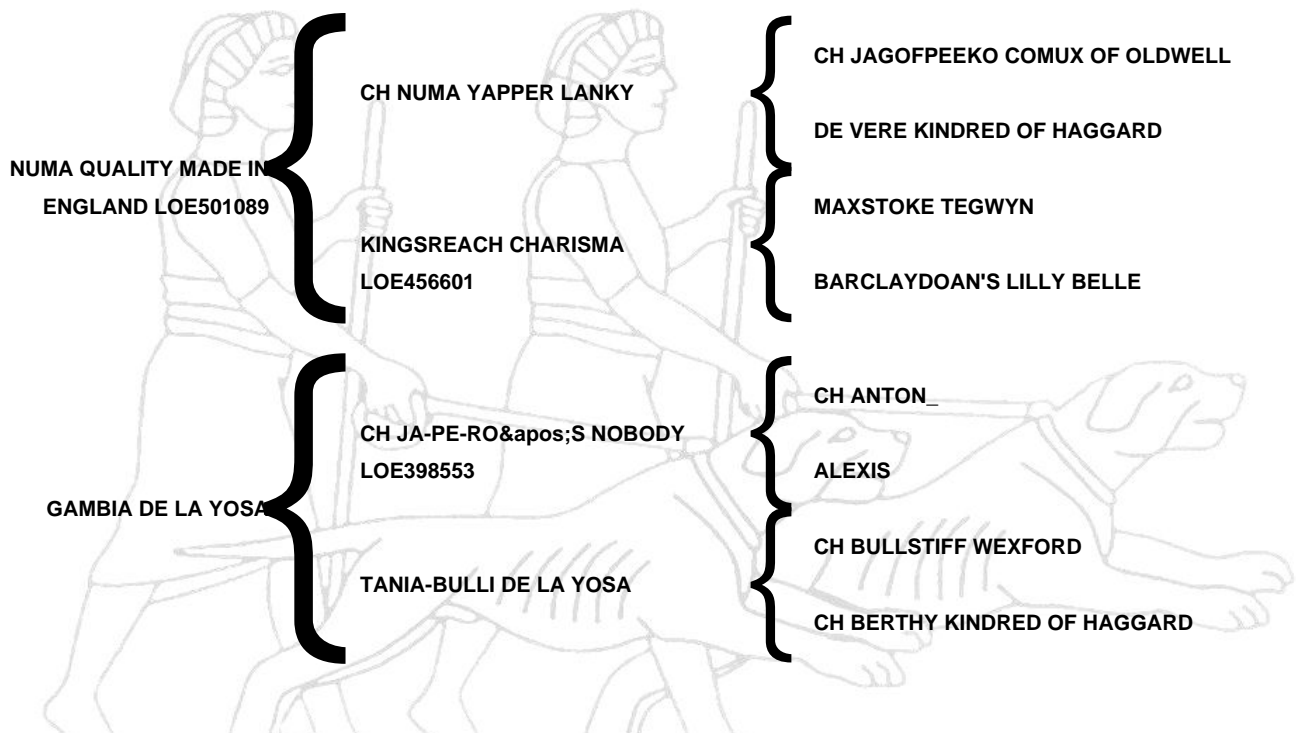 NUMA QUALITY MADE IN
ENGLAND LOE501089
CH NUMA YAPPER LANKY
CH JAGOFPEEKO COMUX OF OLDWELL
DE VERE KINDRED OF HAGGARD
KINGSREACH CHARISMA
LOE456601
MAXSTOKE TEGWYN
BARCLAYDOAN'S LILLY BELLE
GAMBIA DE LA YOSA
CH JA-PE-RO&apos;S NOBODY
LOE398553
CH ANTON_
ALEXIS
TANIA-BULLI DE LA YOSA
CH BULLSTIFF WEXFORD
CH BERTHY KINDRED OF HAGGARD